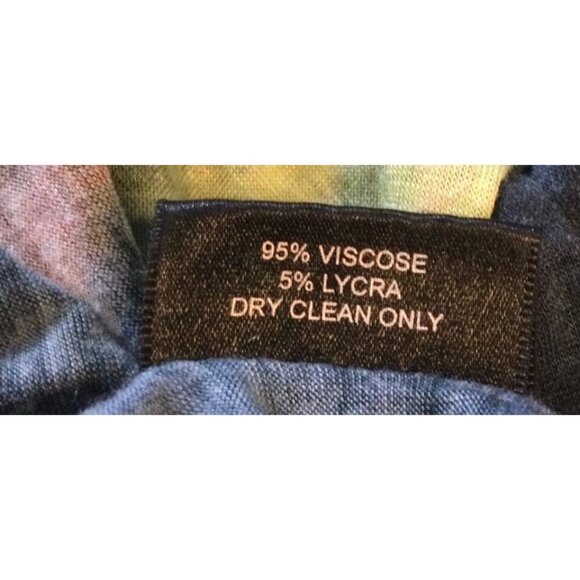 95% VISCOSE
5% LYCRA
DRY CLEAN ONLY